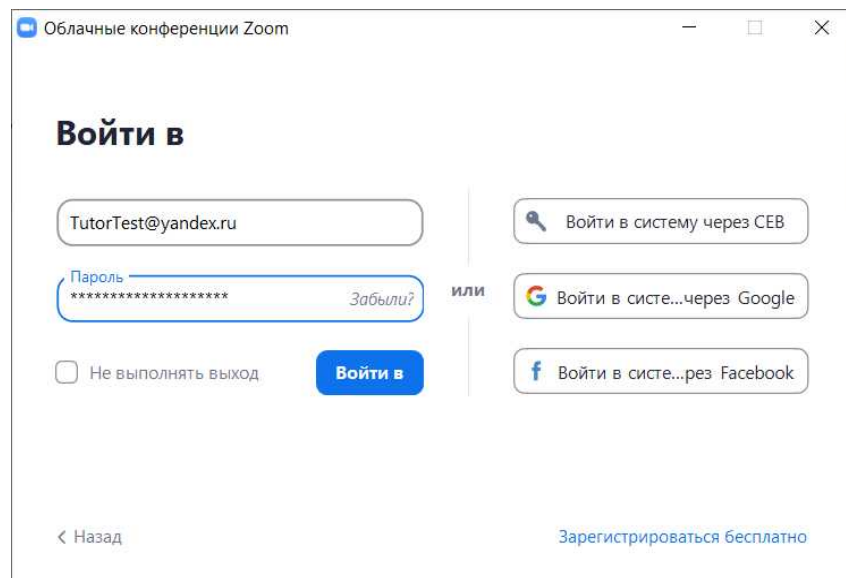 Облачные конференции Zoom
Войти в
TutorTest@yandex.ru
Пароль
********************
Забыли?
Не выполнять выход
Войти в
или
Войти в систему через СЕВ
Войти в систе...через Google
Войти в систе...рез Facebook
Назад
Зарегистрироваться бесплатно